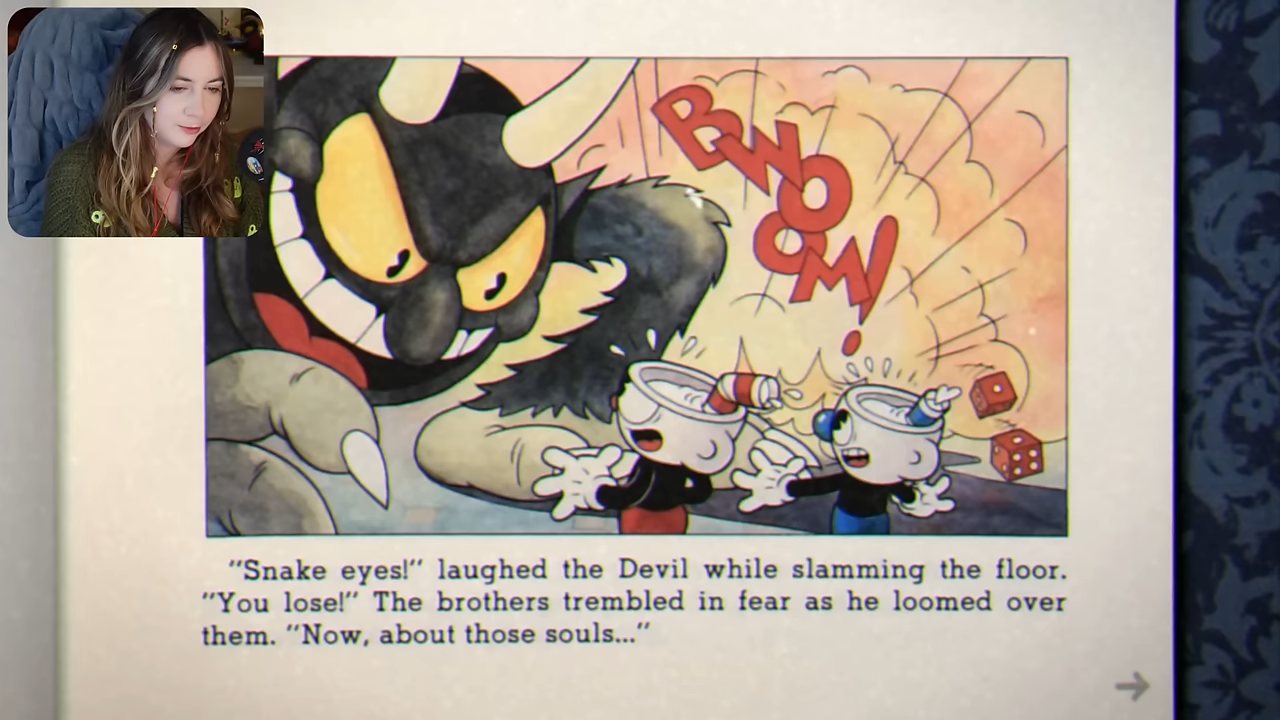 BWOOM!
"Snake eyes!" laughed the Devil while slamming the floor.
"You lose!" The brothers trembled in fear as he loomed over
them. "Now, about those souls..."